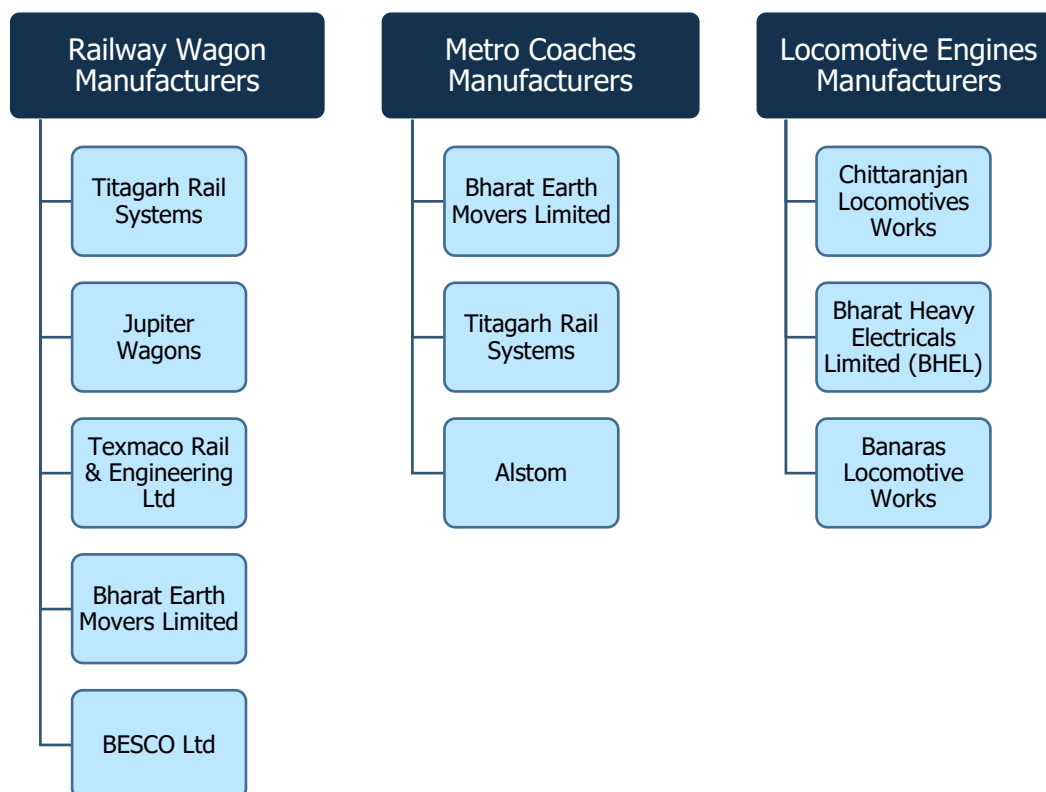 Railway Wagon
Manufacturers
Titagarh Rail
Systems
Jupiter
Wagons
Texmaco Rail
& Engineering
Ltd
Bharat Earth
Movers Limited
BESCO Ltd
Metro Coaches
Manufacturers
Bharat Earth
Movers Limited
Titagarh Rail
Systems
Alstom
Locomotive Engines
Manufacturers
Chittaranjan
Locomotives
Works
Bharat Heavy
Electricals
Limited (BHEL)
Banaras
Locomotive
Works